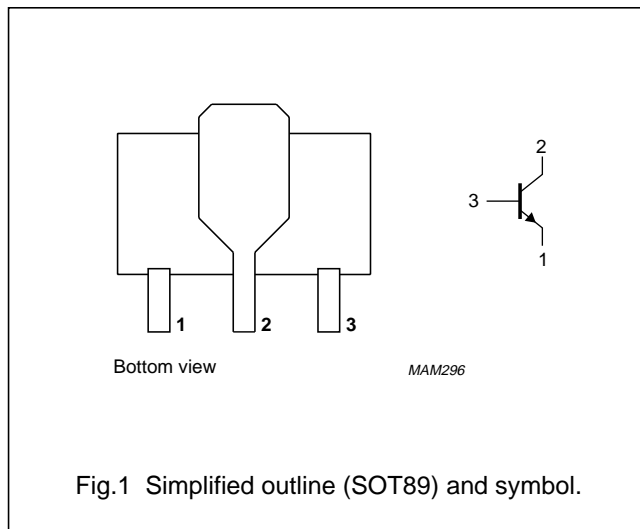 2
3
1
1 2 3
Bottom view
MAM296
Fig.1 Simplified outline (SOT89) and symbol.